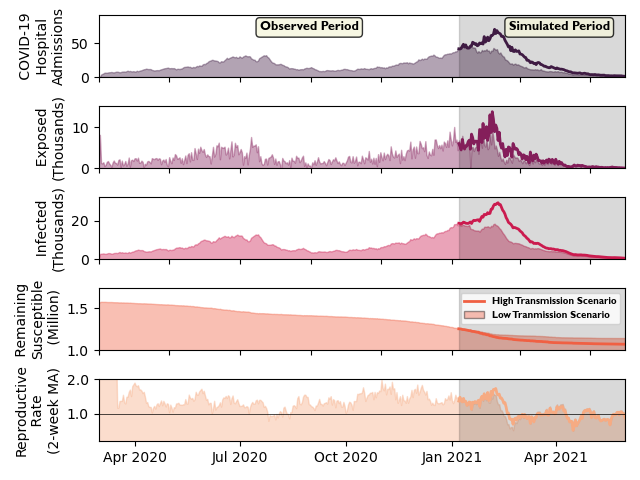 Observed Period
Simulated Period
COVID-19
Hospital
Admissions
50
0
Exposed
(Thousands)
10
0
Infected
(Thousands)
20
0
Remaining
Susceptible
(Million)
1.5
1.0
High Transmission Scenario
Low Tranmission Scenario
Reproductive
Rate
(2-week MA)
2.0
1.0
Apr 2020
Jul 2020
Oct 2020
Jan 2021
Apr 2021